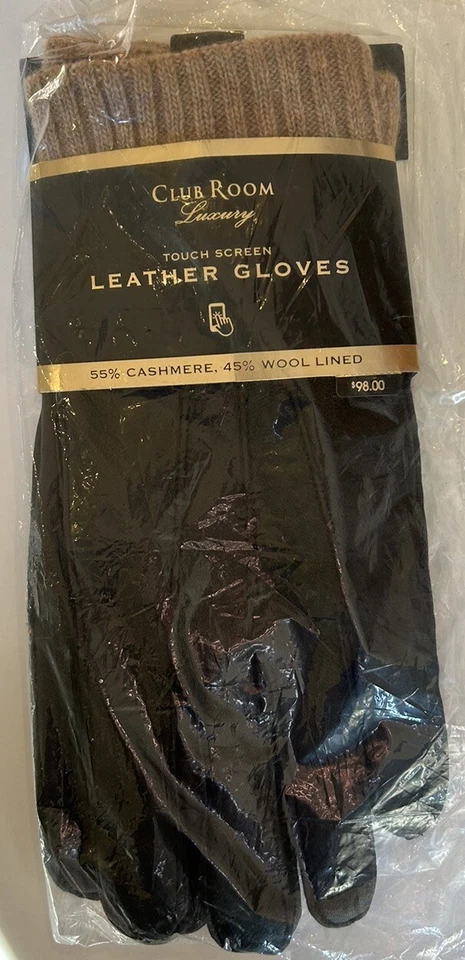 CLUB ROOM
Luxury
TOUCH SCREEN
LEATHER GLOVES
55% CASHMERE, 45% WOOL LINED
$98.00